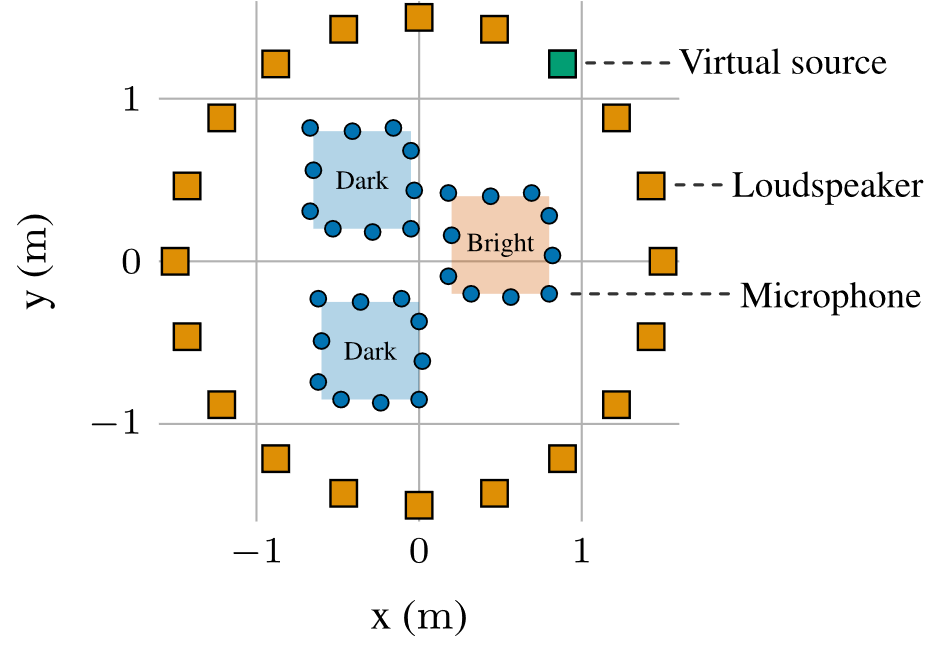 Virtual source
1
Dark
Loudspeaker
Bright
0
Microphone
Dark
−1
−1
0
1
x (m)
y (m)